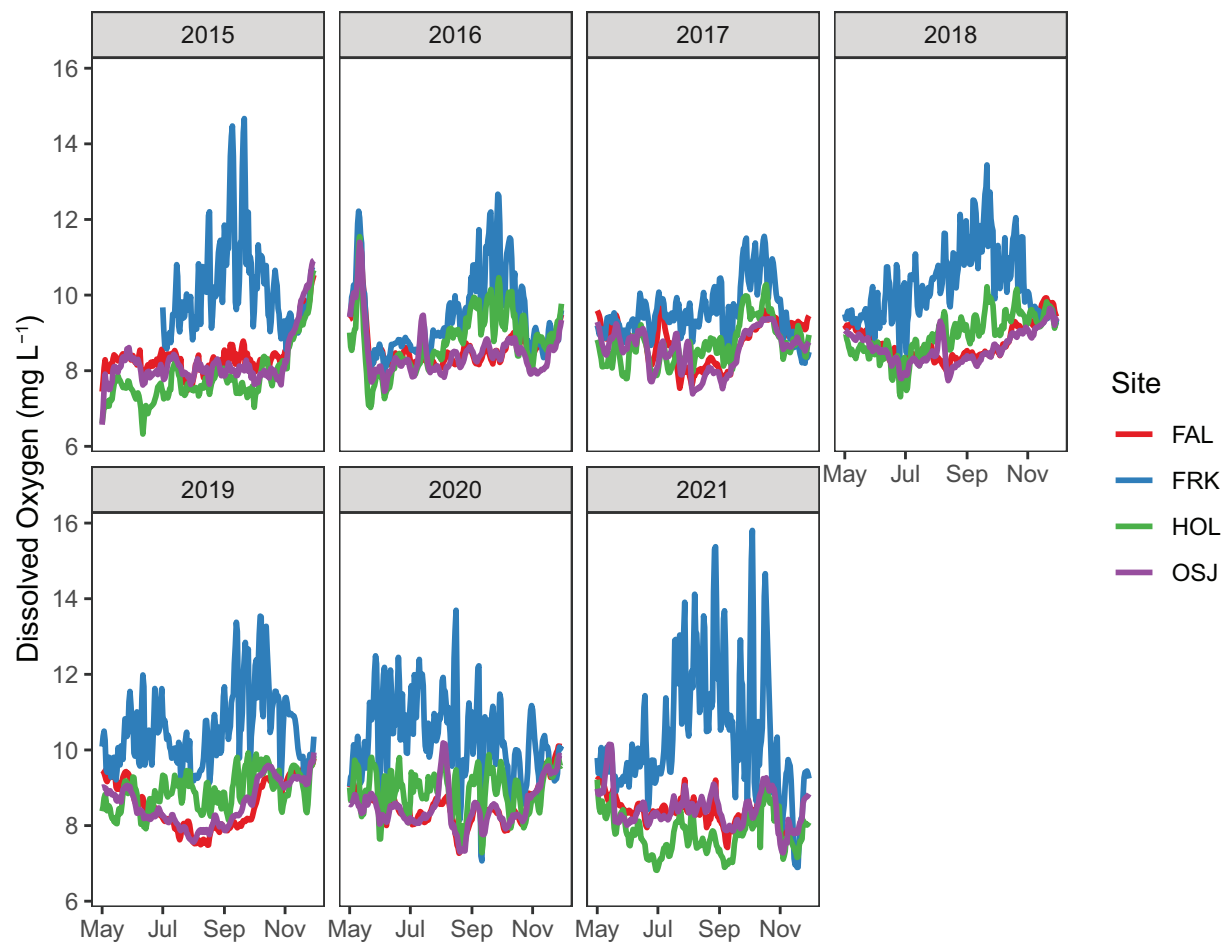 2015 2016 2017 2018
16
14
12
10
8
6
May Jul Sep Nov
2019 2020 2021
16
14
12
10
8
6
May Jul Sep Nov May Jul Sep Nov May Jul Sep Nov
Dissolved Oxygen (mg L⁻¹)
Site
FAL
FRK
HOL
OSJ